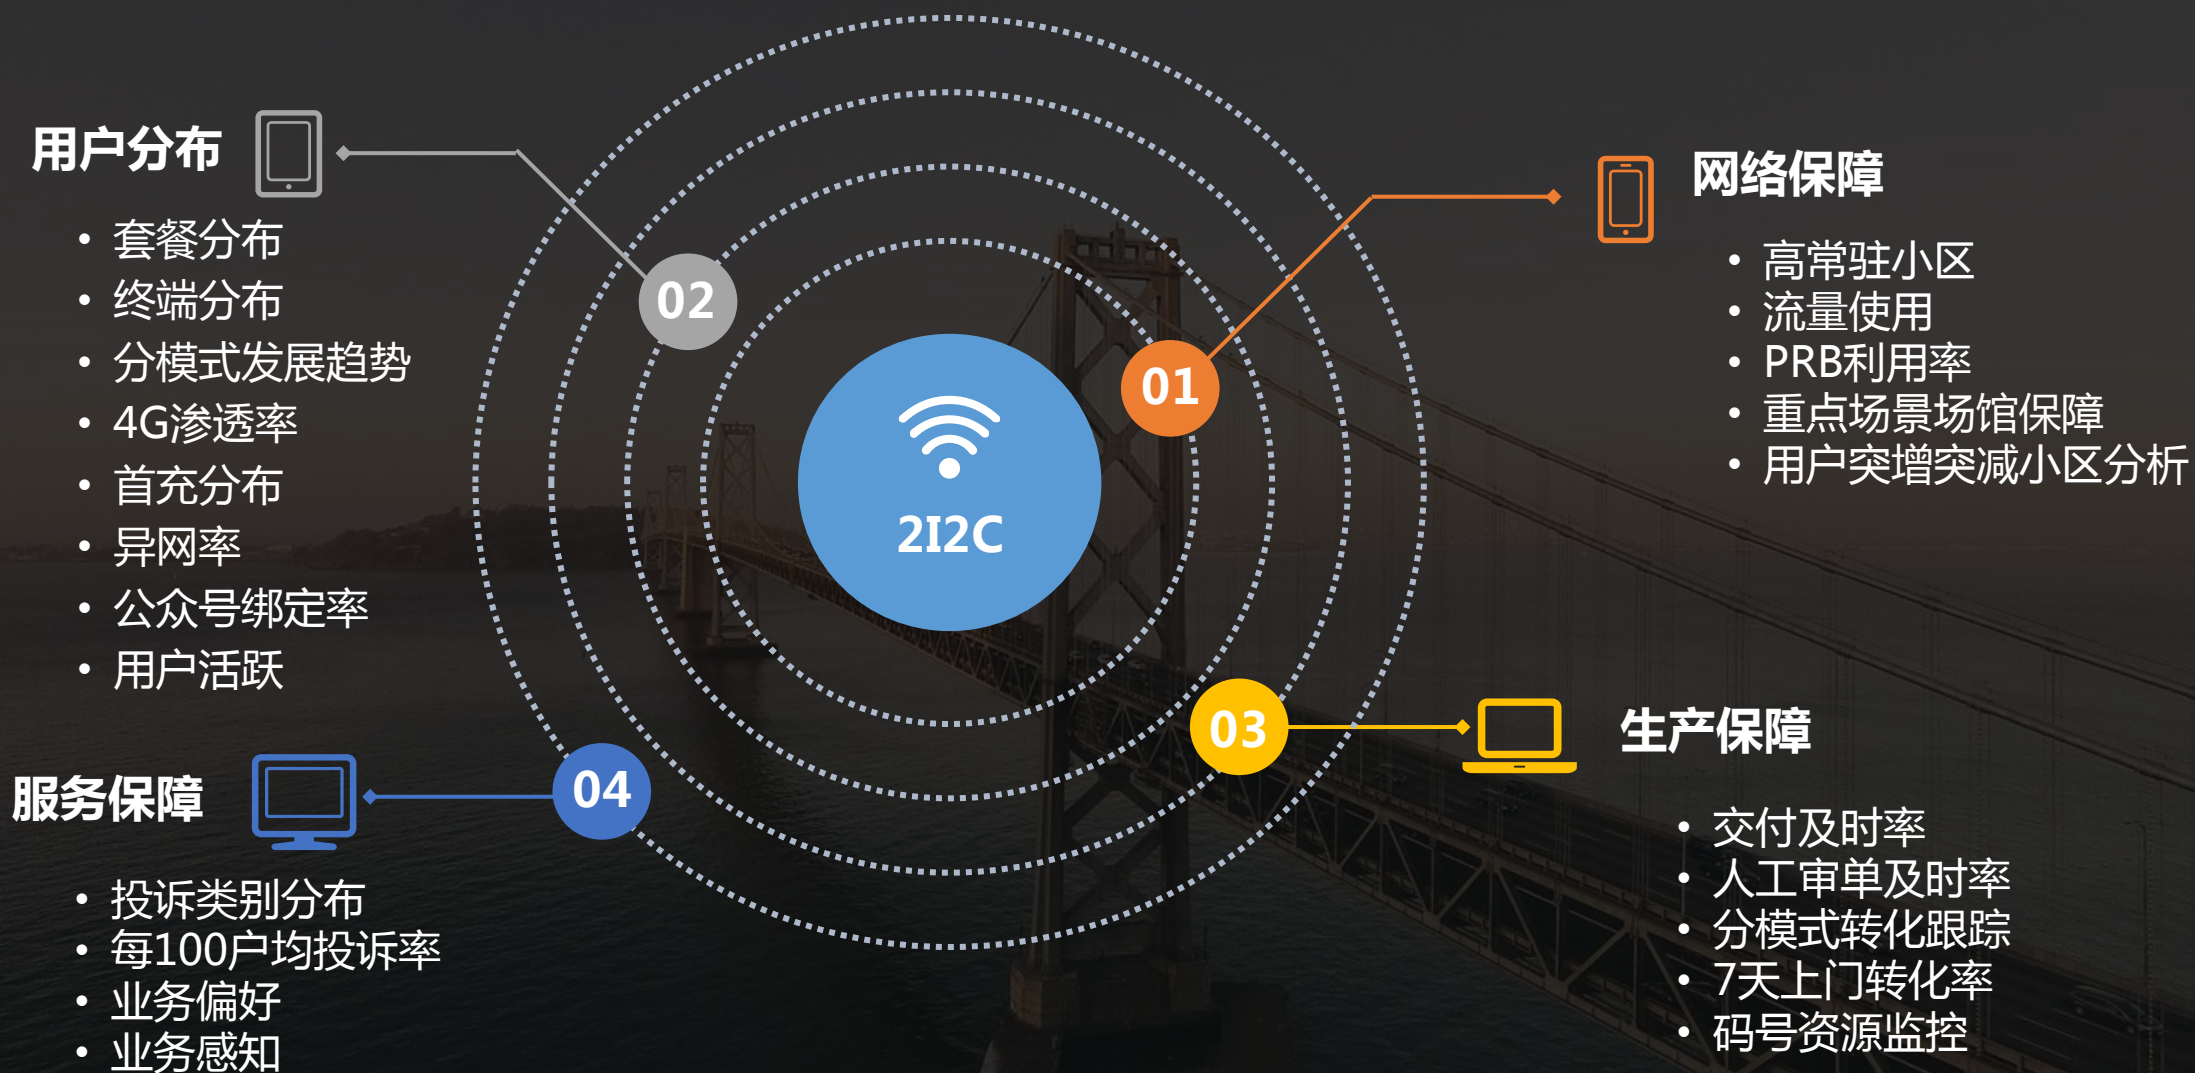 用户分布
• 套餐分布
• 终端分布
• 分模式发展趋势
• 4G渗透率
• 首充分布
• 异网率
• 公众号绑定率
• 用户活跃
02
2I2C
01
网络保障
• 高常驻小区
• 流量使用
• PRB利用率
• 重点场景场馆保障
• 用户突增突减小区分析
服务保障
04
• 投诉类别分布
• 每100户均投诉率
• 业务偏好
• 业务感知
03
生产保障
• 交付及时率
• 人工审单及时率
• 分模式转化跟踪
• 7天上门转化率
• 码号资源监控